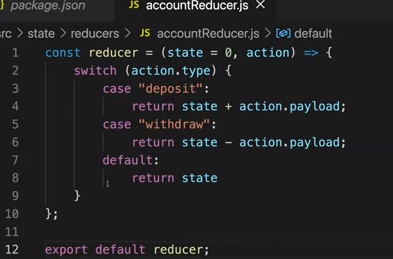 package.json
JS accountReducer.js ×
src > state > reducers > JS accountReducer.js > default
1 const reducer = (state = 0, action) => {
2 switch (action.type) {
3 case "deposit":
4 return state + action.payload;
5 case "withdraw":
6 return state - action.payload;
7 default:
8 return state
9 }
10 };
11
12 export default reducer;